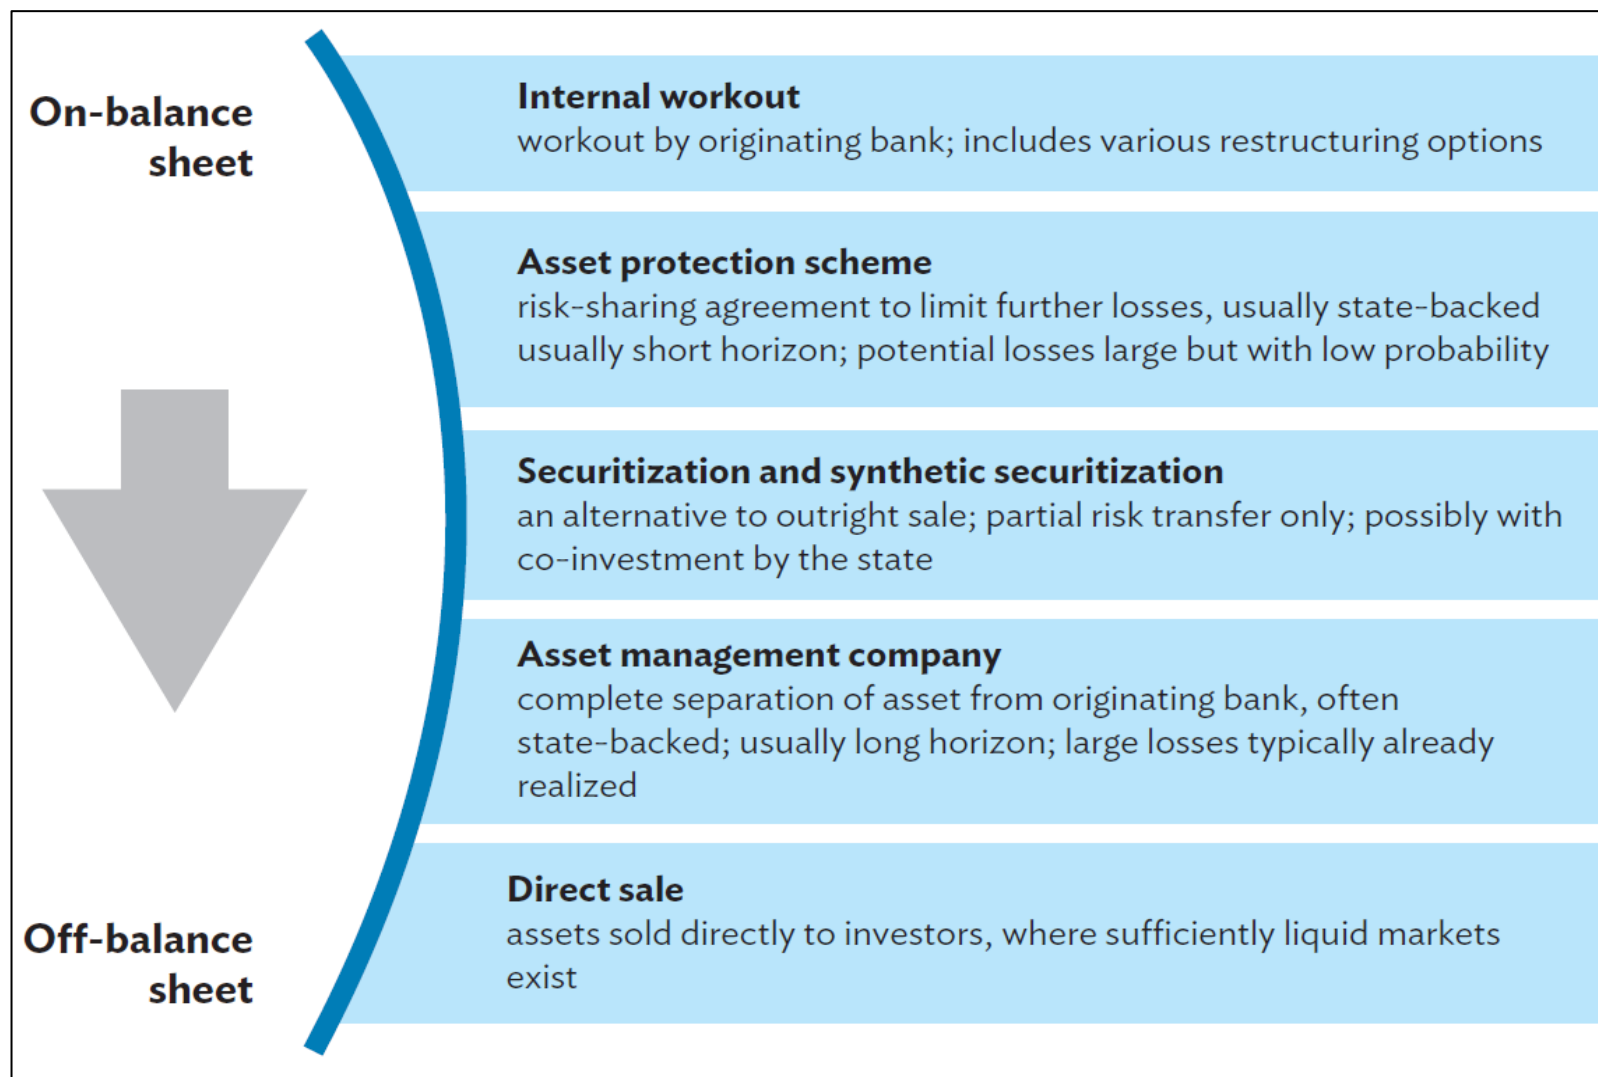 On-balance
sheet
Internal workout
workout by originating bank; includes various restructuring options
Asset protection scheme
risk-sharing agreement to limit further losses, usually state-backed
usually short horizon; potential losses large but with low probability
Securitization and synthetic securitization
an alternative to outright sale; partial risk transfer only; possibly with
co-investment by the state
Asset management company
complete separation of asset from originating bank, often
state-backed; usually long horizon; large losses typically already
realized
Off-balance
sheet
Direct sale
assets sold directly to investors, where sufficiently liquid markets
exist